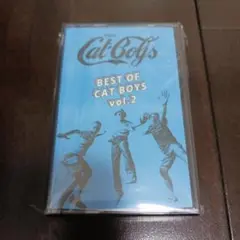 Cat-Boys
BEST OF
CAT BOYS
vol.2